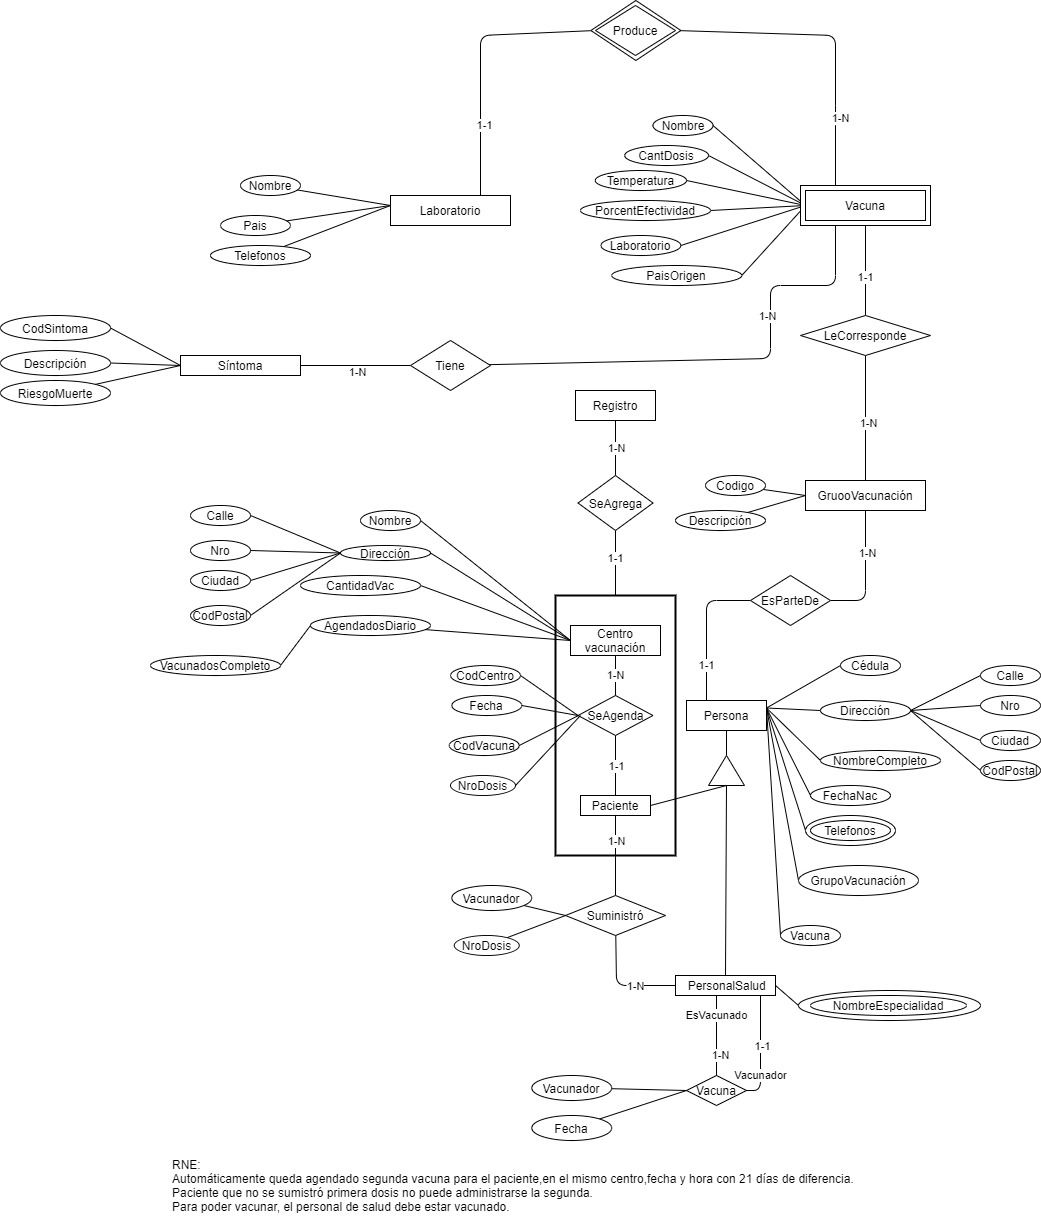 Produce
1-1
1-N
Nombre
CantDosis
Temperatura
PorcentEfectividad
Laboratorio
PaisOrigen
Vacuna
Nombre
Pais
Telefonos
Laboratorio
1-1
LeCorresponde
1-N
1-N
CodSintoma
Descripción
RiesgoMuerte
Síntoma
1-N
Tiene
Registro
1-N
SeAgrega
1-1
Codigo
Descripción
GruooVacunación
1-N
EsParteDe
1-1
Calle
Nro
Ciudad
CodPostal
Nombre
Dirección
CantidadVac
AgendadosDiario
VacunadosCompleto
Centro
vacunación
1-N
CodCentro
Fecha
CodVacuna
NroDosis
SeAgenda
1-1
Paciente
1-N
Persona
Cédula
Dirección
Calle
Nro
Ciudad
CodPostal
NombreCompleto
FechaNac
Telefonos
GrupoVacunación
Vacuna
Vacunador
NroDosis
Suministró
1-N
PersonalSalud
NombreEspecialidad
EsVacunado
1-N
1-1
Vacunador
Vacuna
Vacunador
Fecha
RNE:
Automáticamente queda agendado segunda vacuna para el paciente,en el mismo centro,fecha y hora con 21 días de diferencia.
Paciente que no se sumistró primera dosis no puede administrarse la segunda.
Para poder vacunar, el personal de salud debe estar vacunado.